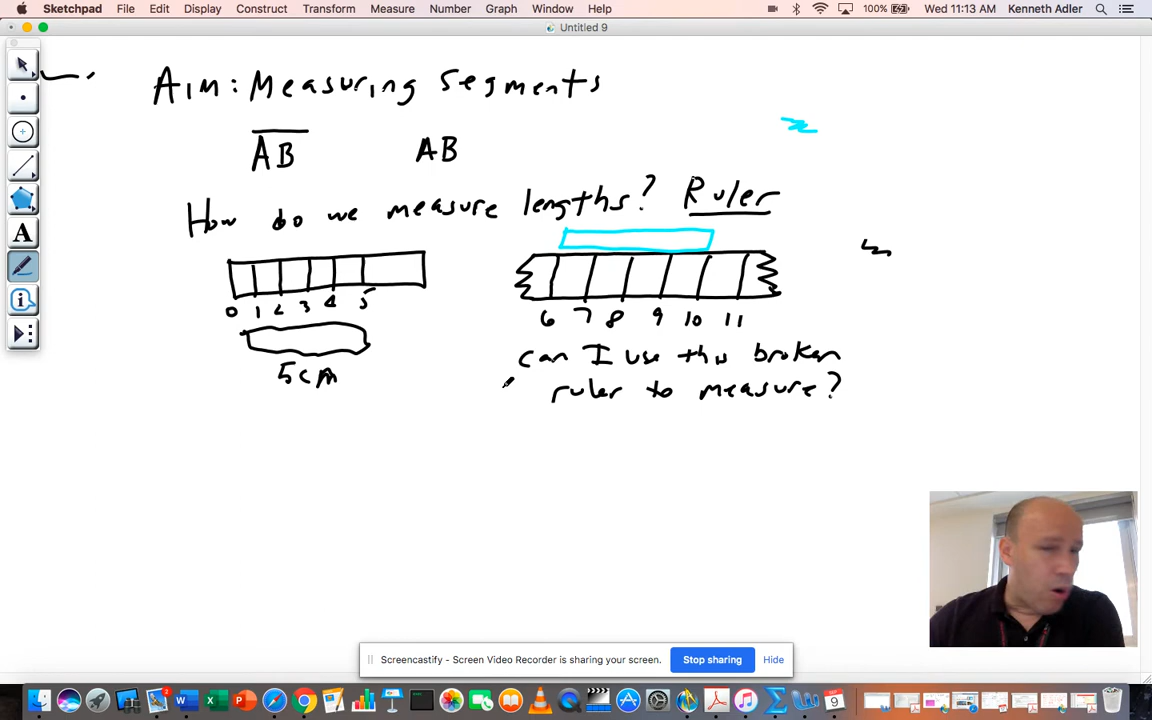 Sketchpad File Edit Display Construct Transform Measure Number Graph Window Help 100% Wed 11:13 AM Kenneth Adler
Untitled 9
Aim: Measuring Segments
AB AB
How do we measure lengths? Ruler
0 1 2 3 4 5
6 7 8 9 10 11
5cm
can I use this broken
ruler to measure?
A
Screencastify - Screen Video Recorder is sharing your screen. Stop sharing Hide